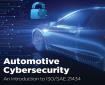 Automotive
Cybersecurity
An Introduction to ISO/SAE 21434